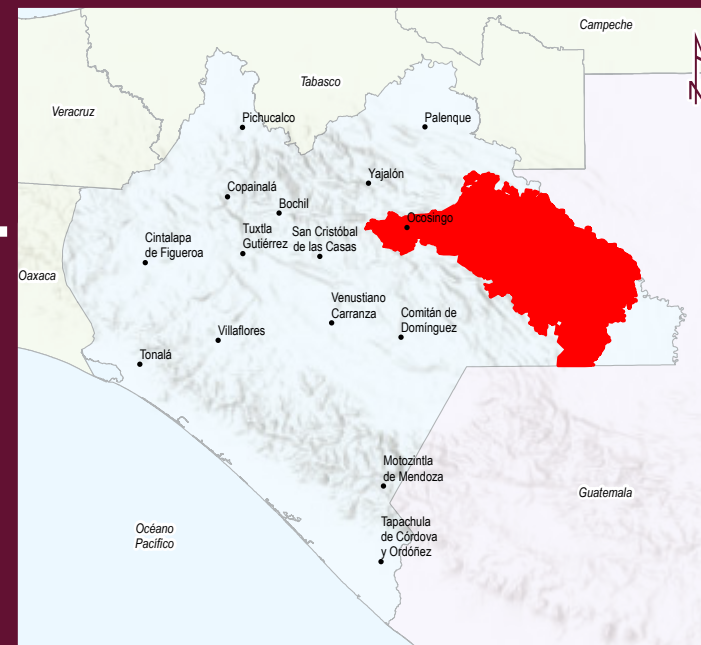 Campeche
Tabasco
Veracruz
N
Pichucalco
Palenque
Yajalón
Copainalá
Bochil
Ocosingo
Tuxtla
Gutiérrez
San Cristóbal
de las Casas
Cintalapa
de Figueroa
Oaxaca
Venustiano
Carranza
Comitán de
Domínguez
Villaflores
Tonalá
Motozintla
de Mendoza
Guatemala
Océano
Pacífico
Tapachula
de Córdova
y Ordóñez